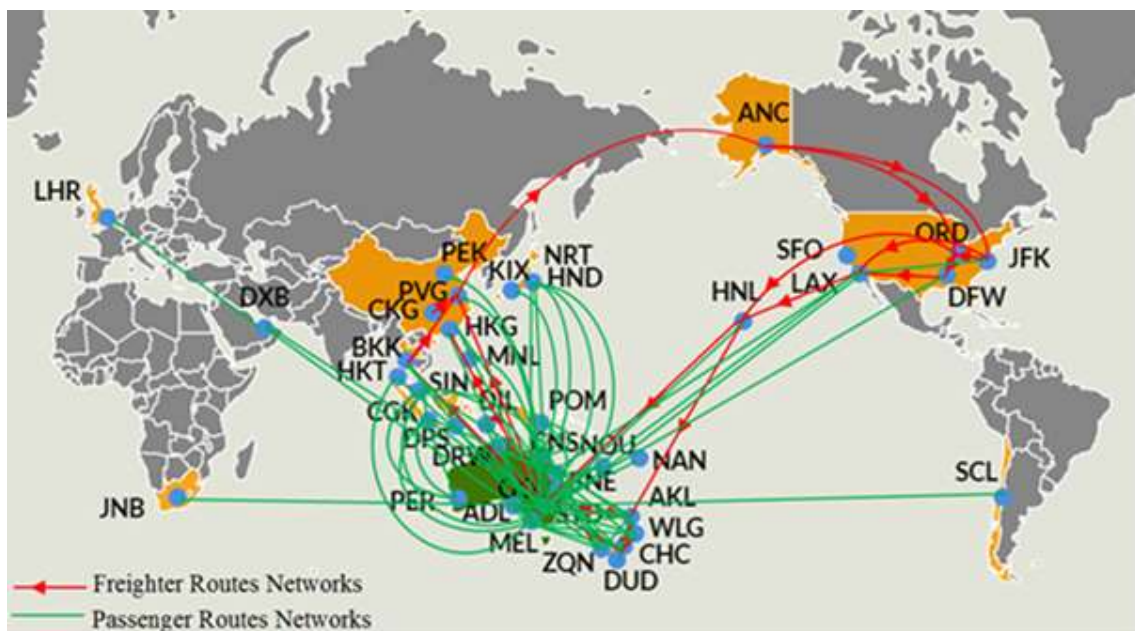 ANC
LHR
ORD
PEK
NRT
SFO
JFK
KIX
HND
LAX
DXB
PVG
HNL
DFW
CKG
HKG
BKK
MNL
HKT
SIN
CGK
POM
DPS
CNS
NOU
DRW
NAN
SCL
JNB
PER
AKL
ADL
WLG
MEL
CHC
ZQN
DUD
Freighter Routes Networks
Passenger Routes Networks